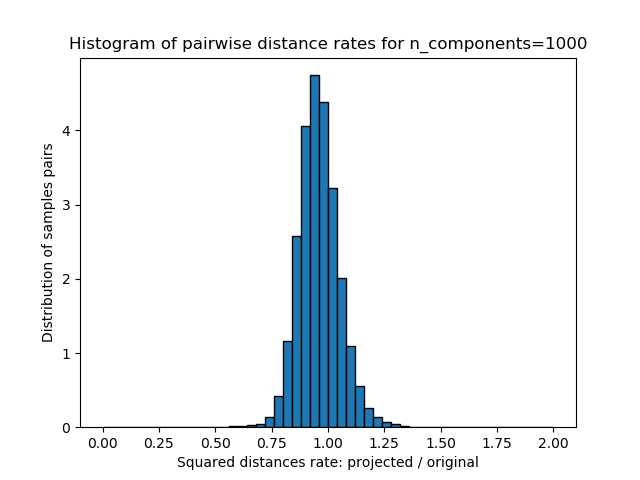 Histogram of pairwise distance rates for n_components=1000
Distribution of samples pairs
4
3
2
1
0
0.00 0.25 0.50 0.75 1.00 1.25 1.50 1.75 2.00
Squared distances rate: projected / original